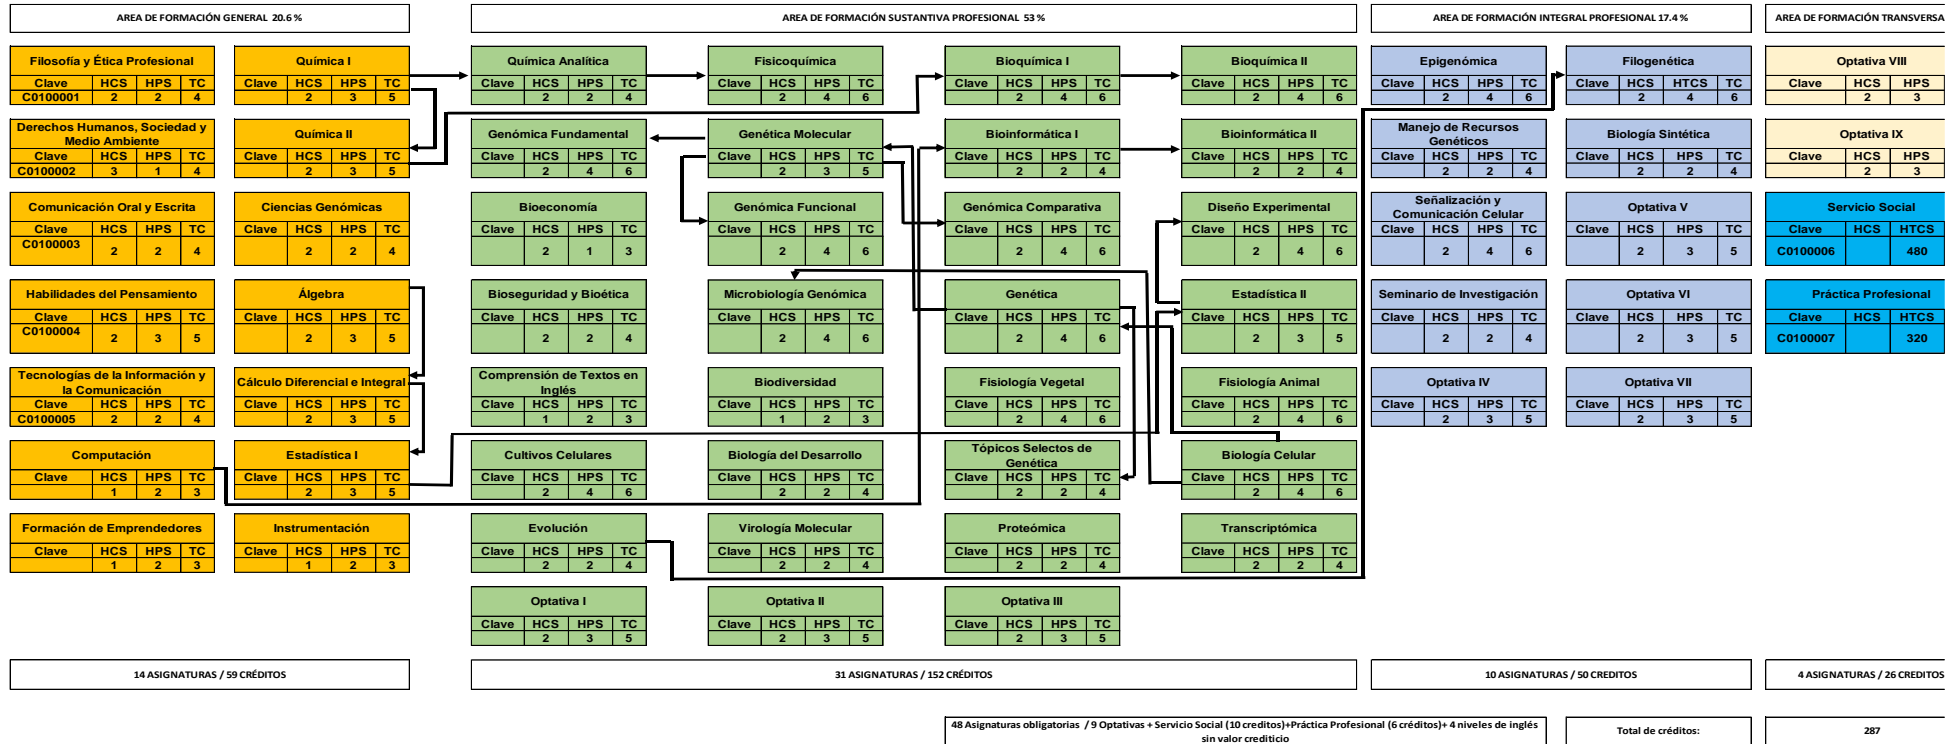 AREA DE FORMACIÓN GENERAL 20.6 %
AREA DE FORMACIÓN SUSTANTIVA PROFESIONAL 53 %
AREA DE FORMACIÓN INTEGRAL PROFESIONAL 17.4 %
AREA DE FORMACIÓN TRANSVERSA
Filosofía y Ética Profesional
Clave HCS HPS TC
C0100001 2 2 4
Química I
Clave HCS HPS TC
2 3 5
Química Analítica
Clave HCS HPS TC
2 2 4
Fisicoquímica
Clave HCS HPS TC
2 4 6
Bioquímica I
Clave HCS HPS TC
2 4 6
Bioquímica II
Clave HCS HPS TC
2 4 6
Epigenómica
Clave HCS HPS TC
2 4 6
Filogenética
Clave HCS HTCS TC
2 4 6
Optativa VIII
Clave HCS HPS
2 3
Derechos Humanos, Sociedad y
Medio Ambiente
Clave HCS HPS TC
C0100002 3 1 4
Química II
Clave HCS HPS TC
2 3 5
Genómica Fundamental
Clave HCS HPS TC
2 4 6
Genética Molecular
Clave HCS HPS TC
2 3 5
Bioinformática I
Clave HCS HPS TC
2 2 4
Bioinformática II
Clave HCS HPS TC
2 2 4
Manejo de Recursos
Genéticos
Clave HCS HPS TC
2 2 4
Biología Sintética
Clave HCS HPS TC
2 2 4
Optativa IX
Clave HCS HPS
2 3
Comunicación Oral y Escrita
Clave HCS HPS TC
C0100003 2 2 4
Ciencias Genómicas
Clave HCS HPS TC
2 2 4
Bioeconomía
Clave HCS HPS TC
2 1 3
Genómica Funcional
Clave HCS HPS TC
2 4 6
Genómica Comparativa
Clave HCS HPS TC
2 4 6
Diseño Experimental
Clave HCS HPS TC
2 4 6
Señalización y
Comunicación Celular
Clave HCS HPS TC
2 4 6
Optativa V
Clave HCS HPS TC
2 3 5
Servicio Social
Clave HCS HTCS
C0100006 480
Habilidades del Pensamiento
Clave HCS HPS TC
C0100004 2 3 5
Álgebra
Clave HCS HPS TC
2 3 5
Bioseguridad y Bioética
Clave HCS HPS TC
2 2 4
Microbiología Genómica
Clave HCS HPS TC
2 4 6
Genética
Clave HCS HPS TC
2 4 6
Estadística II
Clave HCS HPS TC
2 3 5
Seminario de Investigación
Clave HCS HPS TC
2 2 4
Optativa VI
Clave HCS HPS TC
2 3 5
Práctica Profesional
Clave HCS HTCS
C0100007 320
Tecnologías de la Información y
la Comunicación
Clave HCS HPS TC
C0100005 2 2 4
Cálculo Diferencial e Integral
Clave HCS HPS TC
2 3 5
Comprensión de Textos en
Inglés
Clave HCS HPS TC
1 2 3
Biodiversidad
Clave HCS HPS TC
1 2 3
Fisiología Vegetal
Clave HCS HPS TC
2 4 6
Fisiología Animal
Clave HCS HPS TC
2 4 6
Optativa IV
Clave HCS HPS TC
2 3 5
Optativa VII
Clave HCS HPS TC
2 3 5
Computación
Clave HCS HPS TC
1 2 3
Estadística I
Clave HCS HPS TC
2 3 5
Cultivos Celulares
Clave HCS HPS TC
2 4 6
Biología del Desarrollo
Clave HCS HPS TC
2 2 4
Tópicos Selectos de
Genética
Clave HCS HPS TC
2 2 4
Biología Celular
Clave HCS HPS TC
2 4 6
Formación de Emprendedores
Clave HCS HPS TC
1 2 3
Instrumentación
Clave HCS HPS TC
1 2 3
Evolución
Clave HCS HPS TC
2 2 4
Virología Molecular
Clave HCS HPS TC
2 2 4
Proteómica
Clave HCS HPS TC
2 2 4
Transcriptómica
Clave HCS HPS TC
2 2 4
Optativa I
Clave HCS HPS TC
2 3 5
Optativa II
Clave HCS HPS TC
2 3 5
Optativa III
Clave HCS HPS TC
2 3 5
14 ASIGNATURAS / 59 CRÉDITOS
31 ASIGNATURAS / 152 CRÉDITOS
10 ASIGNATURAS / 50 CREDITOS
4 ASIGNATURAS / 26 CREDITOS
48 Asignaturas obligatorias / 9 Optativas + Servicio Social (10 creditos)+Práctica Profesional (6 créditos)+ 4 niveles de inglés
sin valor crediticio
Total de créditos:
287